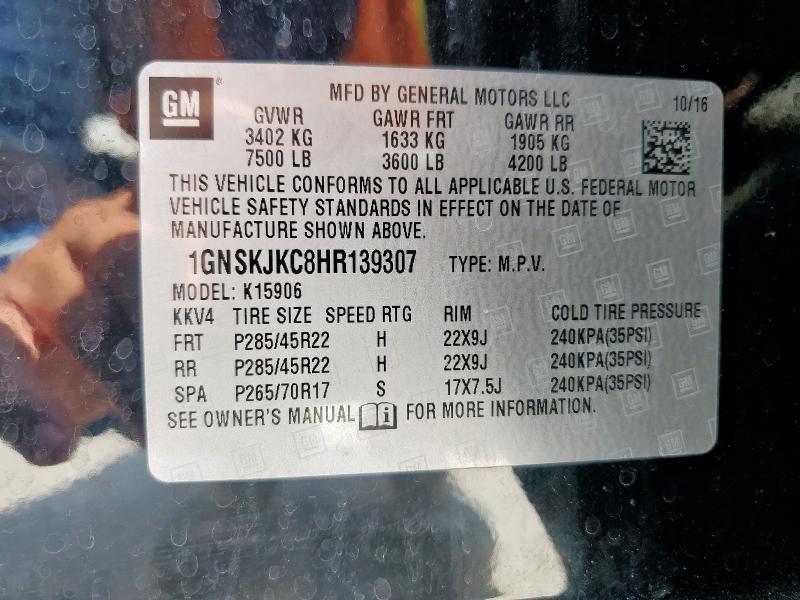 GM
MFD BY GENERAL MOTORS LLC 10/16
GVWR GAWR FRT GAWR RR
3402 KG 1633 KG 1905 KG
7500 LB 3600 LB 4200 LB
THIS VEHICLE CONFORMS TO ALL APPLICABLE U.S. FEDERAL MOTOR
VEHICLE SAFETY STANDARDS IN EFFECT ON THE DATE OF
MANUFACTURE SHOWN ABOVE.
1GNSKJKC8HR139307 TYPE: M.P.V.
MODEL: K15906
KKV4 TIRE SIZE SPEED RTG RIM COLD TIRE PRESSURE
FRT P285/45R22 H 22X9J 240KPA(35PSI)
RR P285/45R22 H 22X9J 240KPA(35PSI)
SPA P265/70R17 S 17X7.5J 240KPA(35PSI)
SEE OWNER'S MANUAL i FOR MORE INFORMATION.